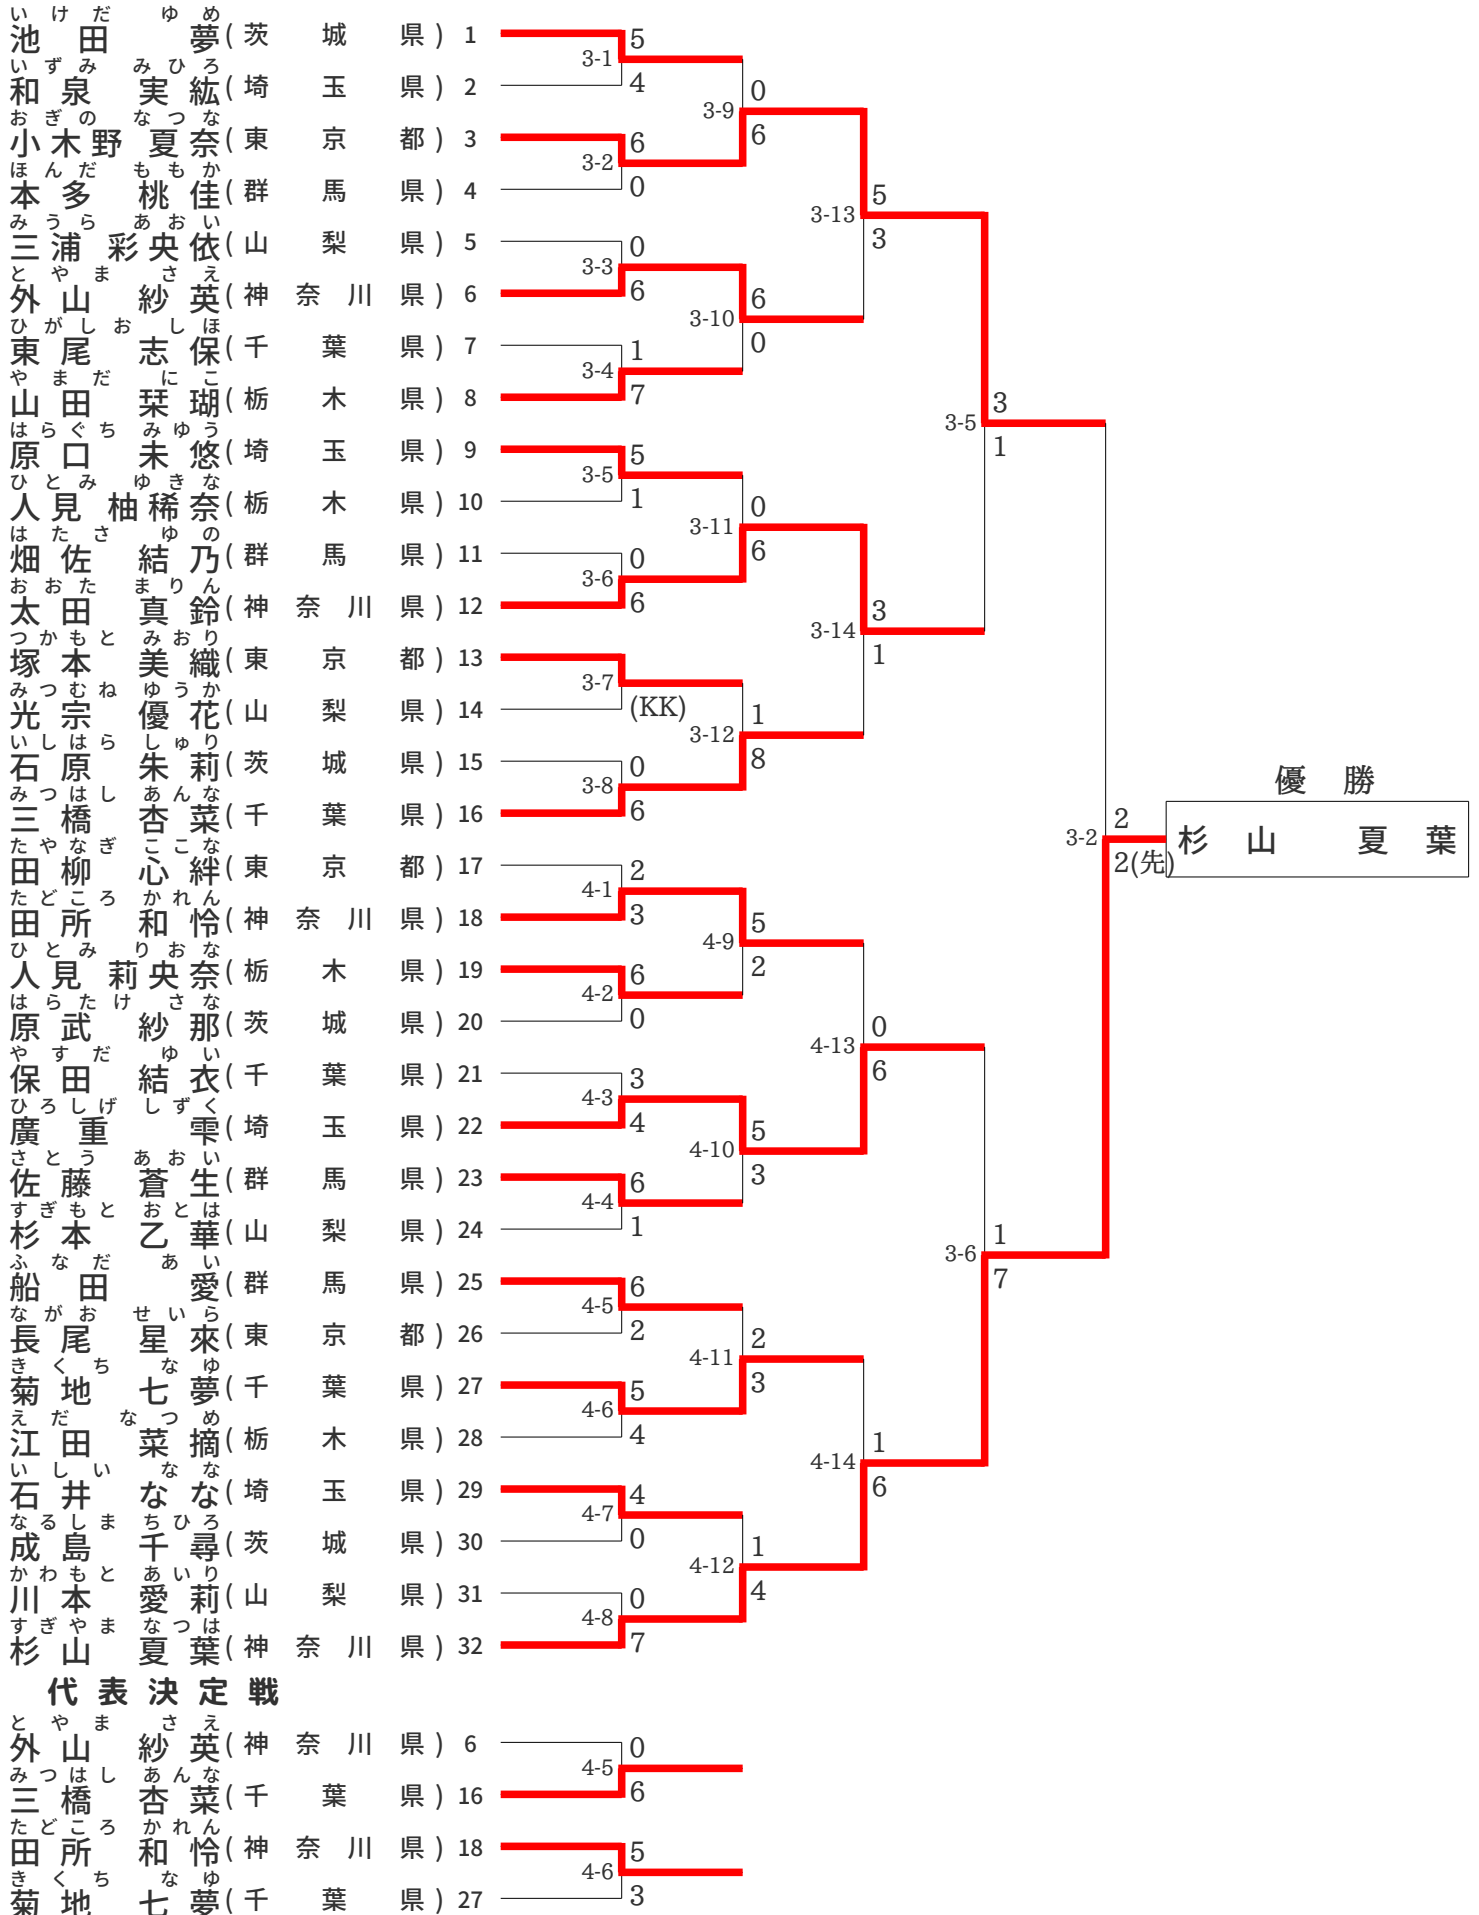 いけだ ゆめ
池田 夢(茨城県) 1
5
3-1
いずみ みひろ
和泉 実紘(埼玉県) 2
4
0
3-9
6
おぎの なつな
小木野 夏奈(東京都) 3
6
3-2
ほんだ ももか
本多 桃佳(群馬県) 4
0
5
3-13
3
みうら あおい
三浦 彩央依(山梨県) 5
0
3-3
とやま さえ
外山 紗英(神奈川県) 6
6
6
3-10
0
ひがしお しほ
東尾 志保(千葉県) 7
1
3-4
やまだ にこ
山田 栞瑚(栃木県) 8
7
3
3-5
1
はらぐち みゆう
原口 未悠(埼玉県) 9
5
3-5
ひとみ ゆきな
人見 柚稀奈(栃木県) 10
1
0
3-11
6
はたさ ゆの
畑佐 結乃(群馬県) 11
0
3-6
おおた まりん
太田 真鈴(神奈川県) 12
6
3
3-14
1
つかもと みおり
塚本 美織(東京都) 13
3-7
みつむね ゆうか
光宗 優花(山梨県) 14
(KK)
1
3-12
8
いしはら しゅり
石原 朱莉(茨城県) 15
0
3-8
みつはし あんな
三橋 杏菜(千葉県) 16
6
優勝
2
3-2
杉山 夏葉
2(先)
たやなぎ ここな
田柳 心絆(東京都) 17
2
4-1
たどころ かれん
田所 和怜(神奈川県) 18
3
5
4-9
2
ひとみ りおな
人見 莉央奈(栃木県) 19
6
4-2
はらたけ さな
原武 紗那(茨城県) 20
0
0
4-13
6
やすだ ゆい
保田 結衣(千葉県) 21
3
4-3
ひろしげ しずく
廣重 雫(埼玉県) 22
4
5
4-10
3
さとう あおい
佐藤 蒼生(群馬県) 23
6
4-4
すぎもと おとは
杉本 乙華(山梨県) 24
1
1
3-6
7
ふなだ あい
船田 愛(群馬県) 25
6
4-5
ながお せいら
長尾 星來(東京都) 26
2
2
4-11
3
きくち なゆ
菊地 七夢(千葉県) 27
5
4-6
えだ なつめ
江田 菜摘(栃木県) 28
4
1
4-14
6
いしい なな
石井 なな(埼玉県) 29
4
4-7
なるしま ちひろ
成島 千尋(茨城県) 30
0
1
4-12
4
かわもと あいり
川本 愛莉(山梨県) 31
0
4-8
すぎやま なつは
杉山 夏葉(神奈川県) 32
7
代表決定戦
とやま さえ
外山 紗英(神奈川県) 6
0
4-5
みつはし あんな
三橋 杏菜(千葉県) 16
6
たどころ かれん
田所 和怜(神奈川県) 18
5
4-6
きくち なゆ
菊地 七夢(千葉県) 27
3